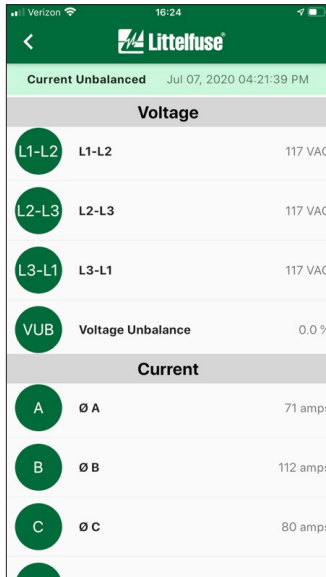 Verizon 16:24
Littelfuse®
Current Unbalanced Jul 07, 2020 04:21:39 PM
Voltage
L1-L2 L1-L2 117 VAC
L2-L3 L2-L3 117 VAC
L3-L1 L3-L1 117 VAC
VUB Voltage Unbalance 0.0 %
Current
A Ø A 71 amps
B Ø B 112 amps
C Ø C 80 amps